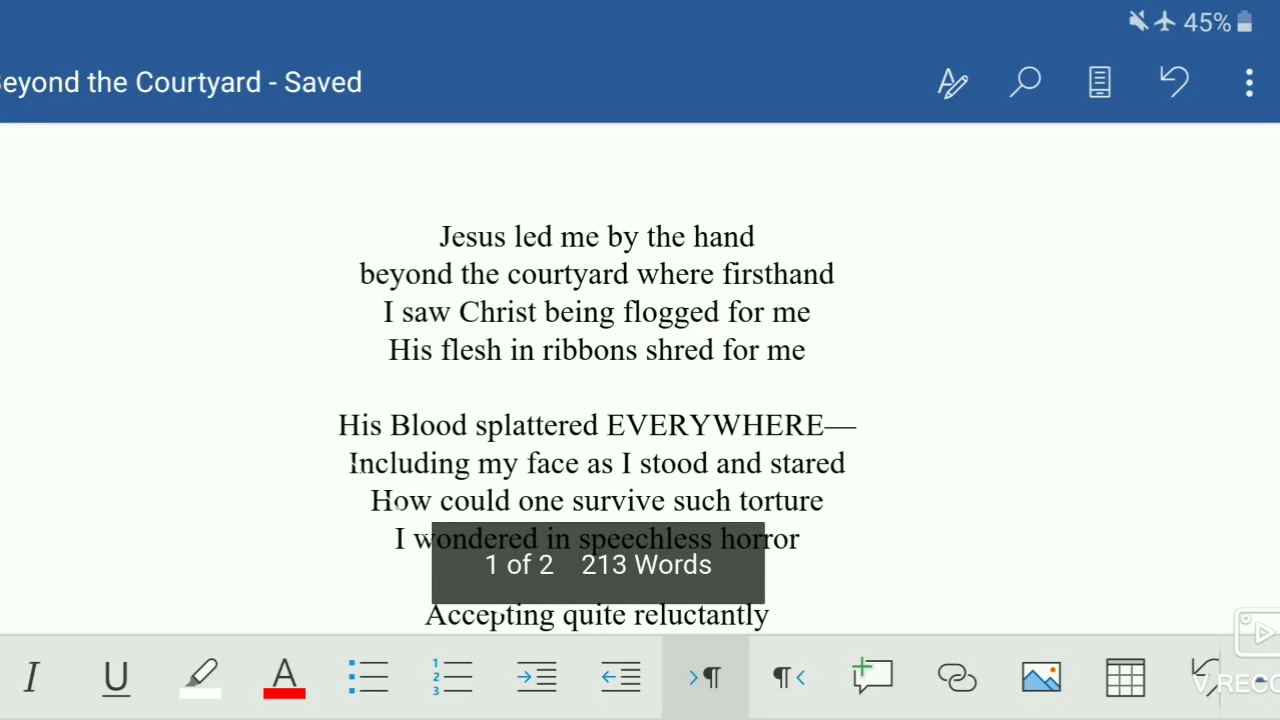 45%
eyond the Courtyard - Saved
Jesus led me by the hand
beyond the courtyard where firsthand
I saw Christ being flogged for me
His flesh in ribbons shred for me
His Blood splattered EVERYWHERE—
Including my face as I stood and stared
How could one survive such torture
I wondered in speechless horror
1 of 2 213 Words
Accepting quite reluctantly
I U A
V RECO